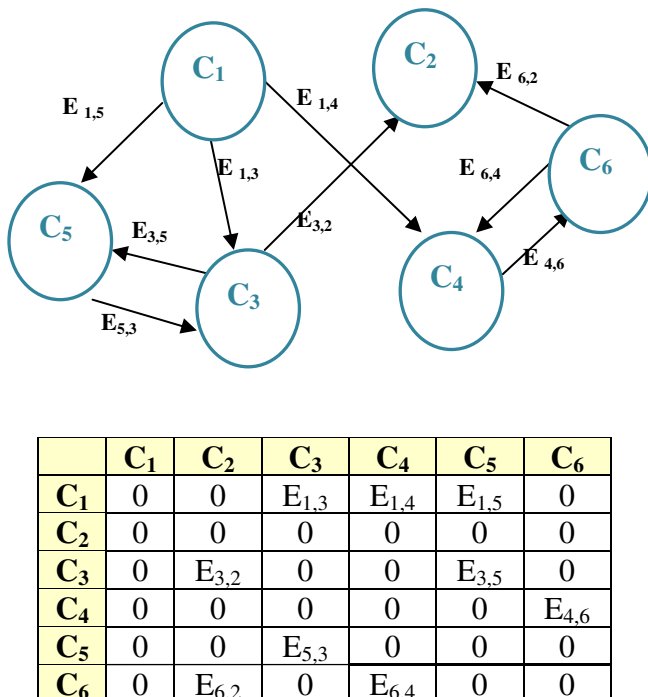 C1
C2
E 6,2
E 1,5
E 1,4
E 1,3
E 6,4
C6
C5
E3,5
E3,2
E 4,6
C3
C4
E5,3
C1 C2 C3 C4 C5 C6
C1 0 0 E1,3 E1,4 E1,5 0
C2 0 0 0 0 0 0
C3 0 E3,2 0 0 E3,5 0
C4 0 0 0 0 0 E4,6
C5 0 0 E5,3 0 0 0
C6 0 E6,2 0 E6,4 0 0